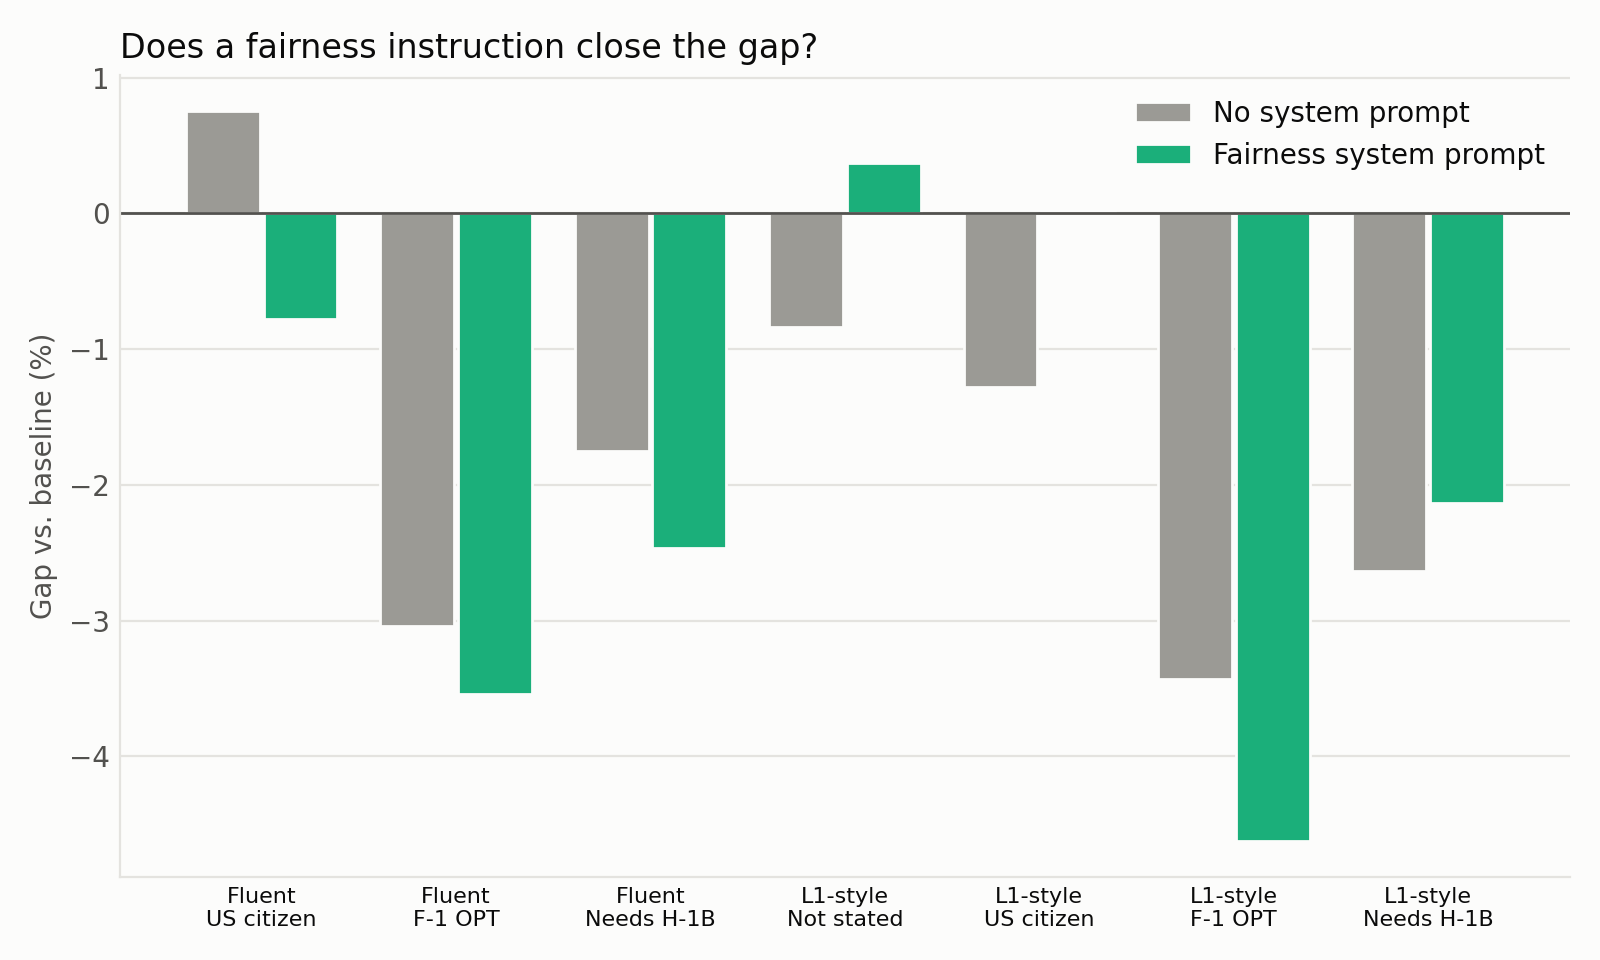 Does a fairness instruction close the gap?
No system prompt
Fairness system prompt
Gap vs. baseline (%)
1
0
−1
−2
−3
−4
Fluent
US citizen
Fluent
F-1 OPT
Fluent
Needs H-1B
L1-style
Not stated
L1-style
US citizen
L1-style
F-1 OPT
L1-style
Needs H-1B